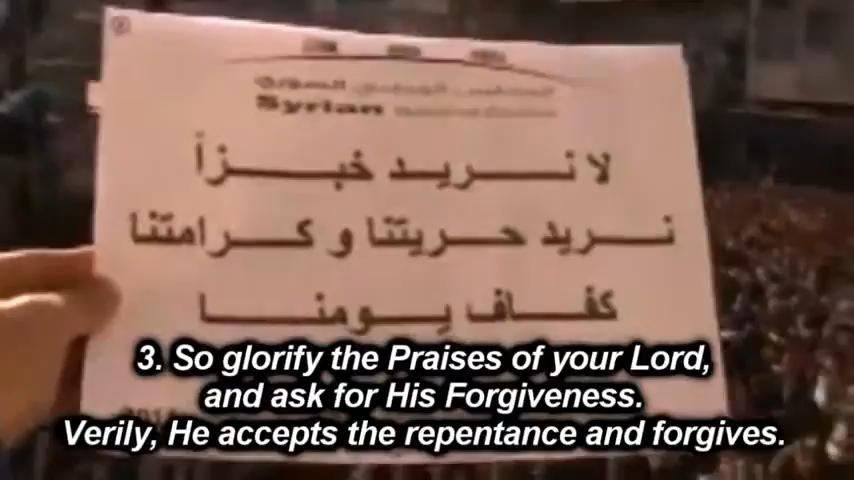 Syrian
لا نريد خبزاً
نريد حريتنا و كرامتنا
كفاف يومنا
3. So glorify the Praises of your Lord,
and ask for His Forgiveness.
Verily, He accepts the repentance and forgives.